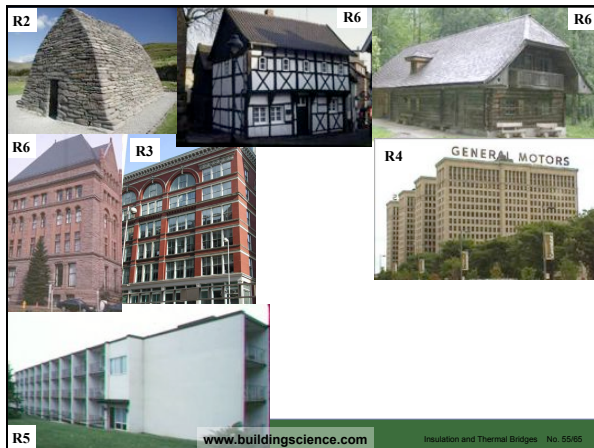 R2
R6
R6
R6
R3
R4
GENERAL MOTORS
R5
www.buildingscience.com
Insulation and Thermal Bridges No. 55/65